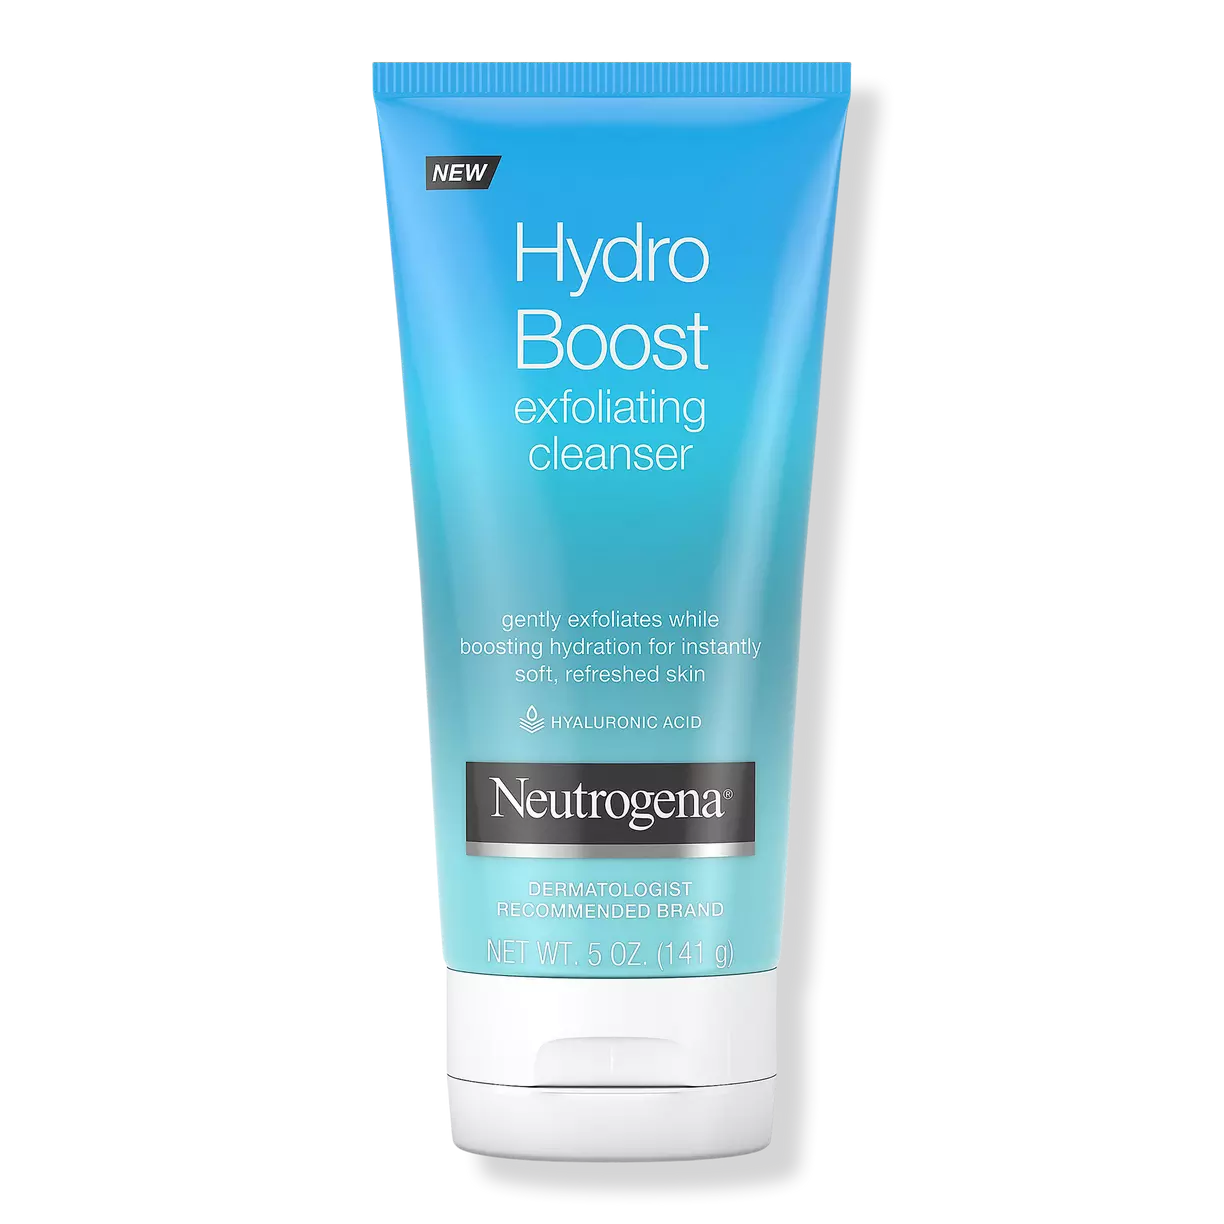 NEW
Hydro
Boost
exfoliating
cleanser
gently exfoliates while
boosting hydration for instantly
soft, refreshed skin
HYALURONIC ACID
Neutrogena®
DERMATOLOGIST
RECOMMENDED BRAND
NET WT. 5 OZ. (141 g)